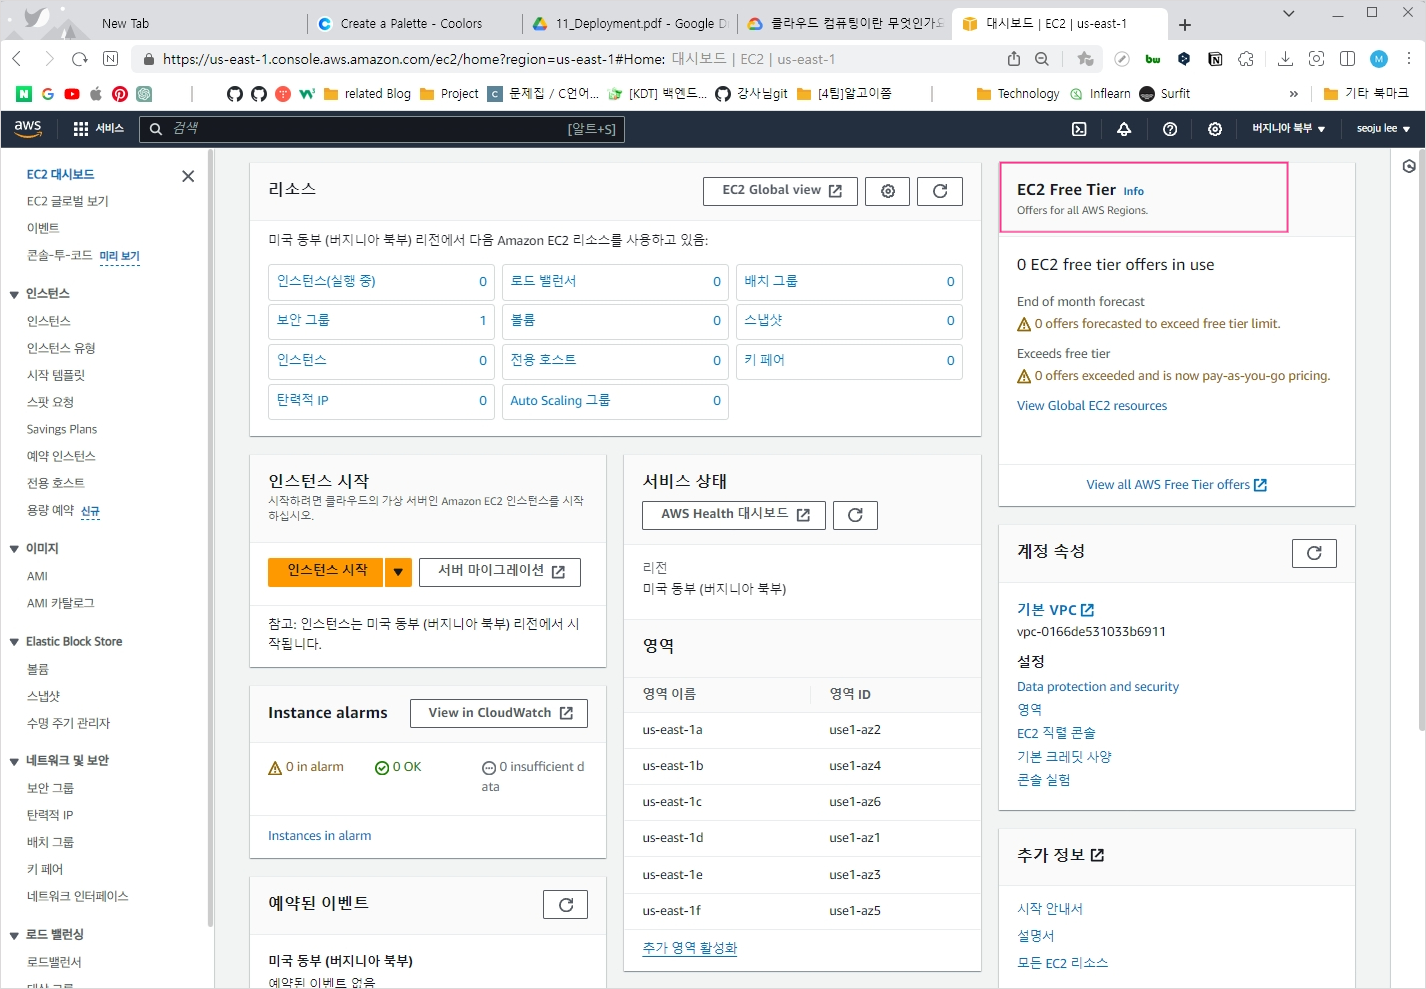 New Tab
Create a Palette - Coolors
11_Deployment.pdf - Google D
클라우드 컴퓨팅이란 무엇인가요
대시보드 | EC2 | us-east-1
https://us-east-1.console.aws.amazon.com/ec2/home?region=us-east-1#Home: 대시보드 | EC2 | us-east-1
related Blog
Project
문제집 / C언어...
[KDT] 백엔드...
강사님git
[4팀]알고이쫌
Technology
Inflearn
Surfit
기타 북마크
aws
서비스
검색
[알트+S]
버지니아 북부
seoju lee
EC2 대시보드
EC2 글로벌 보기
이벤트
콘솔-투-코드 미리 보기
인스턴스
인스턴스
인스턴스 유형
시작 템플릿
스팟 요청
Savings Plans
예약 인스턴스
전용 호스트
용량 예약 신규
이미지
AMI
AMI 카탈로그
Elastic Block Store
볼륨
스냅샷
수명 주기 관리자
네트워크 및 보안
보안 그룹
탄력적 IP
배치 그룹
키 페어
네트워크 인터페이스
로드 밸런싱
로드밸런서
대상 그룹
리소스
EC2 Global view
미국 동부 (버지니아 북부) 리전에서 다음 Amazon EC2 리소스를 사용하고 있음:
인스턴스(실행 중) 0
로드 밸런서 0
배치 그룹 0
보안 그룹 1
볼륨 0
스냅샷 0
인스턴스 0
전용 호스트 0
키 페어 0
탄력적 IP 0
Auto Scaling 그룹 0
인스턴스 시작
시작하려면 클라우드의 가상 서버인 Amazon EC2 인스턴스를 시작
하십시오.
인스턴스 시작
서버 마이그레이션
참고: 인스턴스는 미국 동부 (버지니아 북부) 리전에서 시
작됩니다.
Instance alarms
View in CloudWatch
0 in alarm
0 OK
0 insufficient d
ata
Instances in alarm
예약된 이벤트
미국 동부 (버지니아 북부)
예약된 이벤트 없음
서비스 상태
AWS Health 대시보드
리전
미국 동부 (버지니아 북부)
영역
영역 이름 영역 ID
us-east-1a use1-az2
us-east-1b use1-az4
us-east-1c use1-az6
us-east-1d use1-az1
us-east-1e use1-az3
us-east-1f use1-az5
추가 영역 활성화
EC2 Free Tier Info
Offers for all AWS Regions.
0 EC2 free tier offers in use
End of month forecast
0 offers forecasted to exceed free tier limit.
Exceeds free tier
0 offers exceeded and is now pay-as-you-go pricing.
View Global EC2 resources
View all AWS Free Tier offers
계정 속성
기본 VPC
vpc-0166de531033b6911
설정
Data protection and security
영역
EC2 직렬 콘솔
기본 크레딧 사양
콘솔 실험
추가 정보
시작 안내서
설명서
모든 EC2 리소스